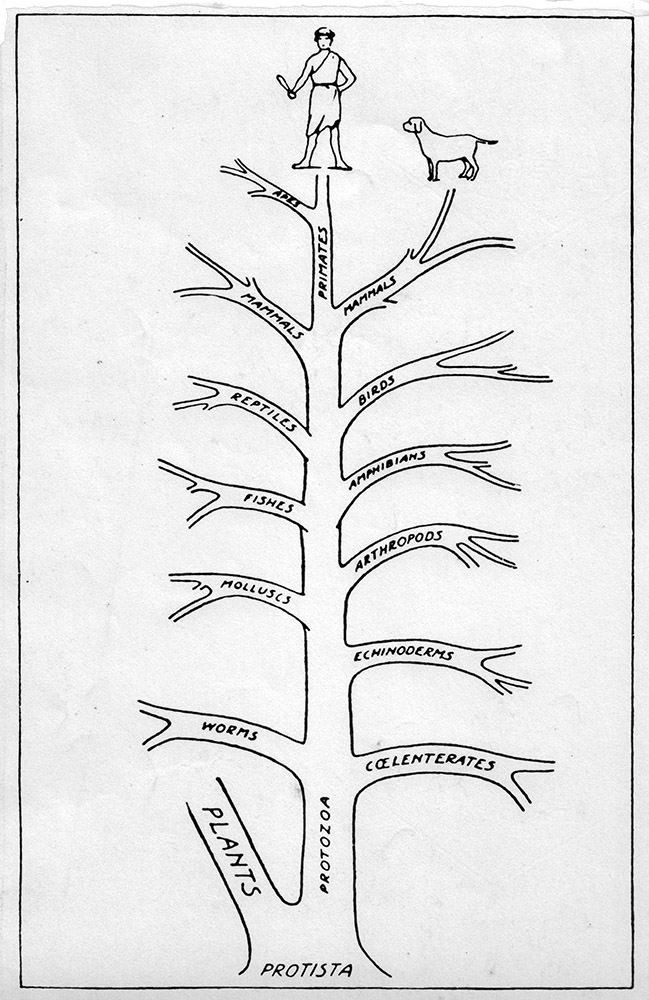 APES
PRIMATES
MAMMALS
MAMMALS
BIRDS
REPTILES
AMPHIBIANS
FISHES
ARTHROPODS
MOLLUSCS
ECHINODERMS
WORMS
CŒLENTERATES
PLANTS
PROTOZOA
PROTISTA